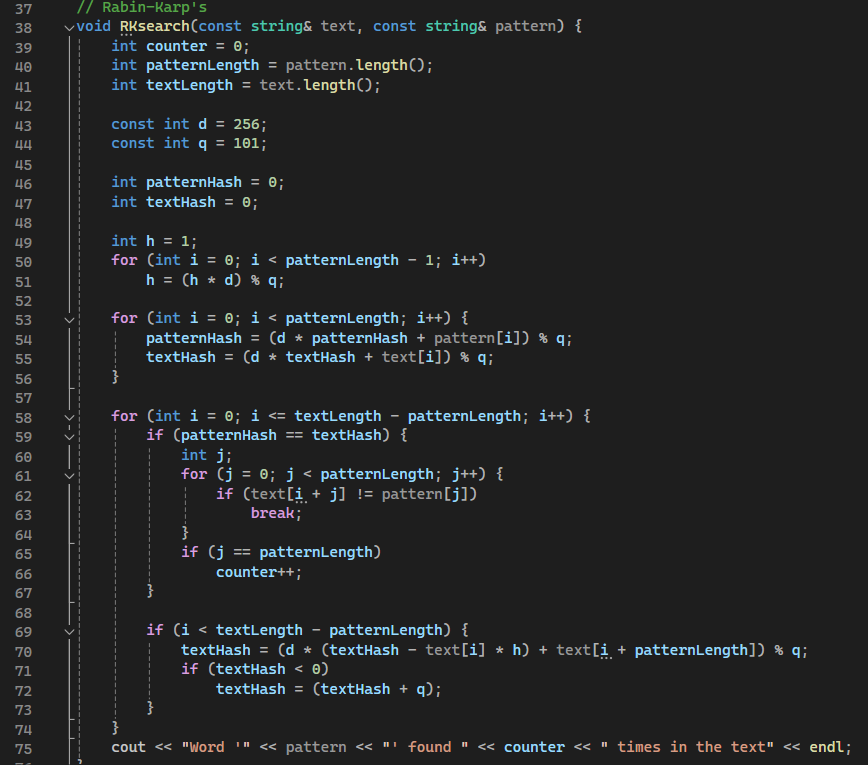 37 // Rabin-Karp's
38 void RKsearch(const string& text, const string& pattern) {
39     int counter = 0;
40     int patternLength = pattern.length();
41     int textLength = text.length();
42
43     const int d = 256;
44     const int q = 101;
45
46     int patternHash = 0;
47     int textHash = 0;
48
49     int h = 1;
50     for (int i = 0; i < patternLength - 1; i++)
51         h = (h * d) % q;
52
53     for (int i = 0; i < patternLength; i++) {
54         patternHash = (d * patternHash + pattern[i]) % q;
55         textHash = (d * textHash + text[i]) % q;
56     }
57
58     for (int i = 0; i <= textLength - patternLength; i++) {
59         if (patternHash == textHash) {
60             int j;
61             for (j = 0; j < patternLength; j++) {
62                 if (text[i + j] != pattern[j])
63                     break;
64             }
65             if (j == patternLength)
66                 counter++;
67         }
68
69         if (i < textLength - patternLength) {
70             textHash = (d * (textHash - text[i] * h) + text[i + patternLength]) % q;
71             if (textHash < 0)
72                 textHash = (textHash + q);
73         }
74     }
75     cout << "Word '" << pattern << "' found " << counter << " times in the text" << endl;